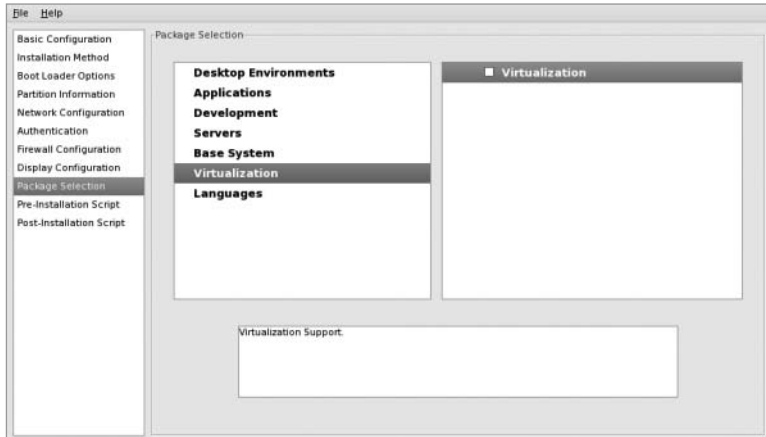 File Help
Basic Configuration
Installation Method
Boot Loader Options
Partition Information
Network Configuration
Authentication
Firewall Configuration
Display Configuration
Package Selection
Pre-Installation Script
Post-Installation Script
Package Selection
Desktop Environments
Applications
Development
Servers
Base System
Virtualization
Languages
Virtualization
Virtualization Support.